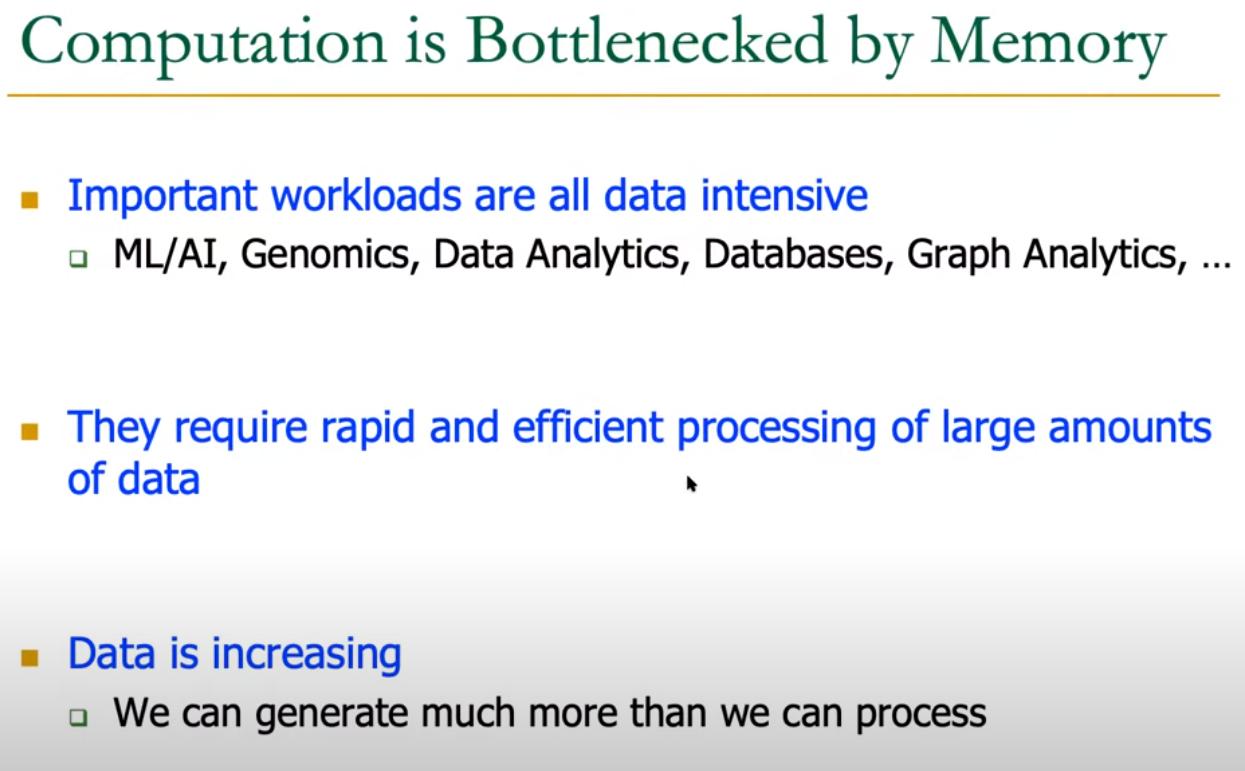 Computation is Bottlenecked by Memory
Important workloads are all data intensive
ML/AI, Genomics, Data Analytics, Databases, Graph Analytics, ...
They require rapid and efficient processing of large amounts
of data
Data is increasing
We can generate much more than we can process